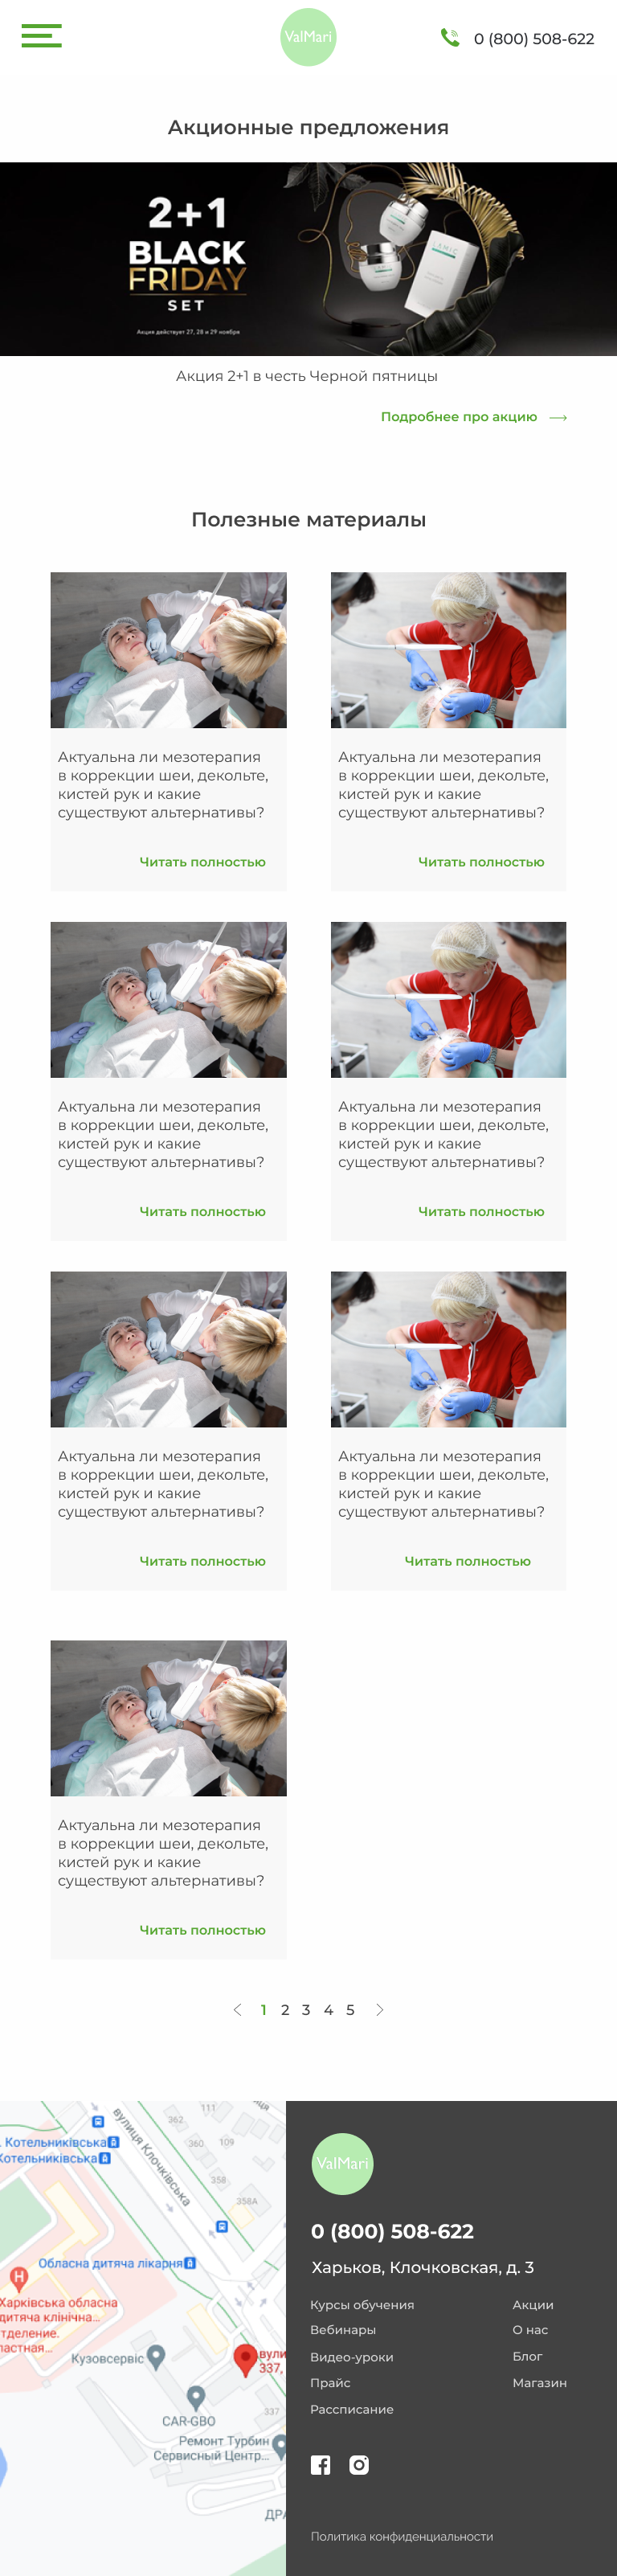 ValMari
0 (800) 508-622
Акционные предложения
2+1
BLACK
FRIDAY
SET
LAMIC
Акция действует 27, 28 и 29 ноября
Акция 2+1 в честь Черной пятницы
Подробнее про акцию
Полезные материалы
Актуальна ли мезотерапия
в коррекции шеи, декольте,
кистей рук и какие
существуют альтернативы?
Читать полностью
Актуальна ли мезотерапия
в коррекции шеи, декольте,
кистей рук и какие
существуют альтернативы?
Читать полностью
Актуальна ли мезотерапия
в коррекции шеи, декольте,
кистей рук и какие
существуют альтернативы?
Читать полностью
Актуальна ли мезотерапия
в коррекции шеи, декольте,
кистей рук и какие
существуют альтернативы?
Читать полностью
Актуальна ли мезотерапия
в коррекции шеи, декольте,
кистей рук и какие
существуют альтернативы?
Читать полностью
Актуальна ли мезотерапия
в коррекции шеи, декольте,
кистей рук и какие
существуют альтернативы?
Читать полностью
Актуальна ли мезотерапия
в коррекции шеи, декольте,
кистей рук и какие
существуют альтернативы?
Читать полностью
1 2 3 4 5
111
362
вулиця Клочківська
. Котельниківська
360
109
Котельниківська
358
358А
Обласна дитяча лікарня
Харківська обласна
дитяча клінічна...
тделение.
ластная...
Кузовсервіс
вули
337,
CAR-GBO
337
Ремонт Турбин
Сервисный Центр...
ДРА
ValMari
0 (800) 508-622
Харьков, Клочковская, д. 3
Курсы обучения
Вебинары
Видео-уроки
Прайс
Рассписание
Акции
О нас
Блог
Магазин
Политика конфиденциальности